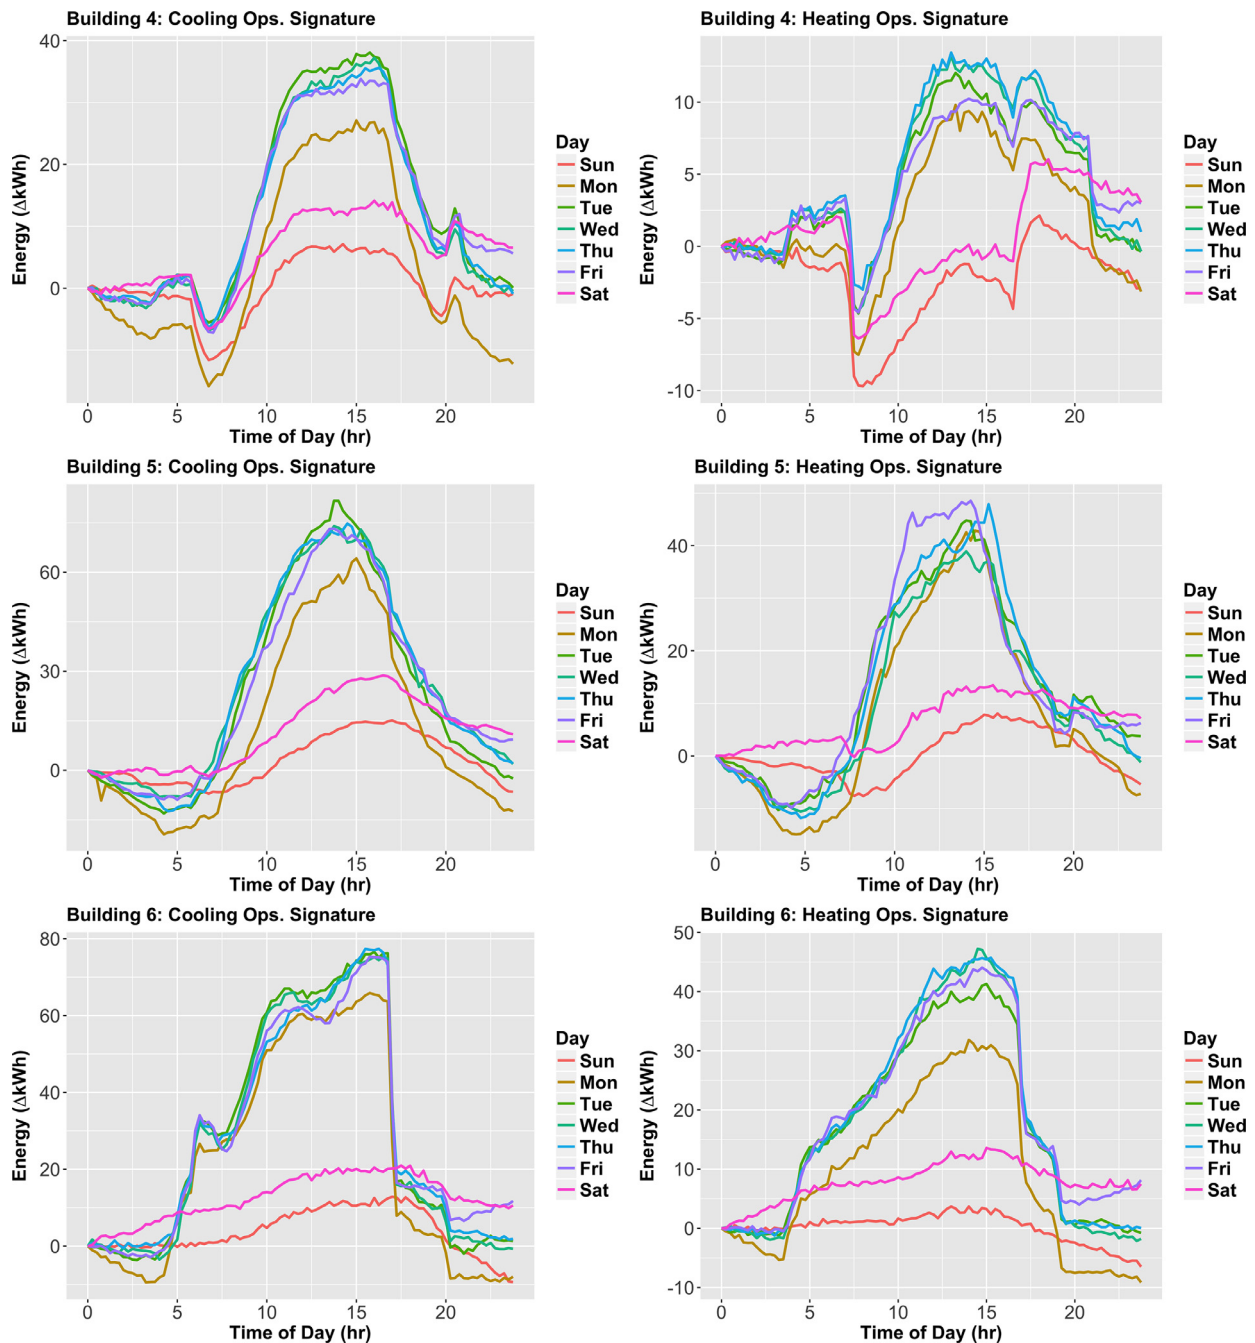 Building 4: Cooling Ops. Signature
Energy (ΔkWh)
40
20
0
0 5 10 15 20
Time of Day (hr)
Day
Sun
Mon
Tue
Wed
Thu
Fri
Sat
Building 4: Heating Ops. Signature
Energy (ΔkWh)
10
5
0
-5
-10
0 5 10 15 20
Time of Day (hr)
Day
Sun
Mon
Tue
Wed
Thu
Fri
Sat
Building 5: Cooling Ops. Signature
Energy (ΔkWh)
60
30
0
0 5 10 15 20
Time of Day (hr)
Day
Sun
Mon
Tue
Wed
Thu
Fri
Sat
Building 5: Heating Ops. Signature
Energy (ΔkWh)
40
20
0
0 5 10 15 20
Time of Day (hr)
Day
Sun
Mon
Tue
Wed
Thu
Fri
Sat
Building 6: Cooling Ops. Signature
Energy (ΔkWh)
80
60
40
20
0
0 5 10 15 20
Time of Day (hr)
Day
Sun
Mon
Tue
Wed
Thu
Fri
Sat
Building 6: Heating Ops. Signature
Energy (ΔkWh)
50
40
30
20
10
0
-10
0 5 10 15 20
Time of Day (hr)
Day
Sun
Mon
Tue
Wed
Thu
Fri
Sat